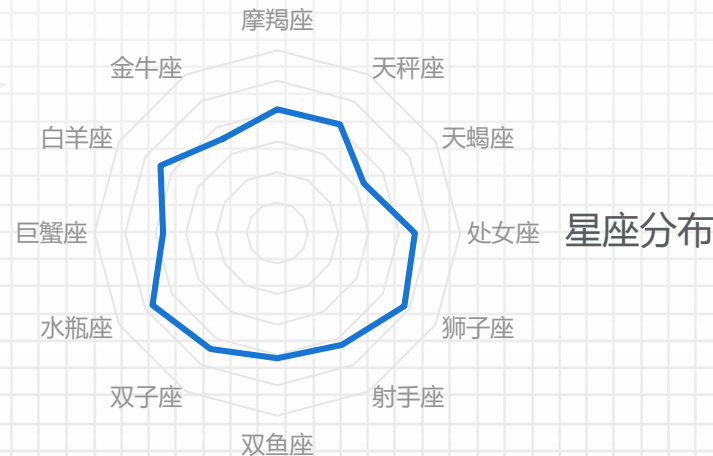 摩羯座
金牛座
天秤座
白羊座
天蝎座
巨蟹座
处女座
星座分布
水瓶座
狮子座
双子座
射手座
双鱼座